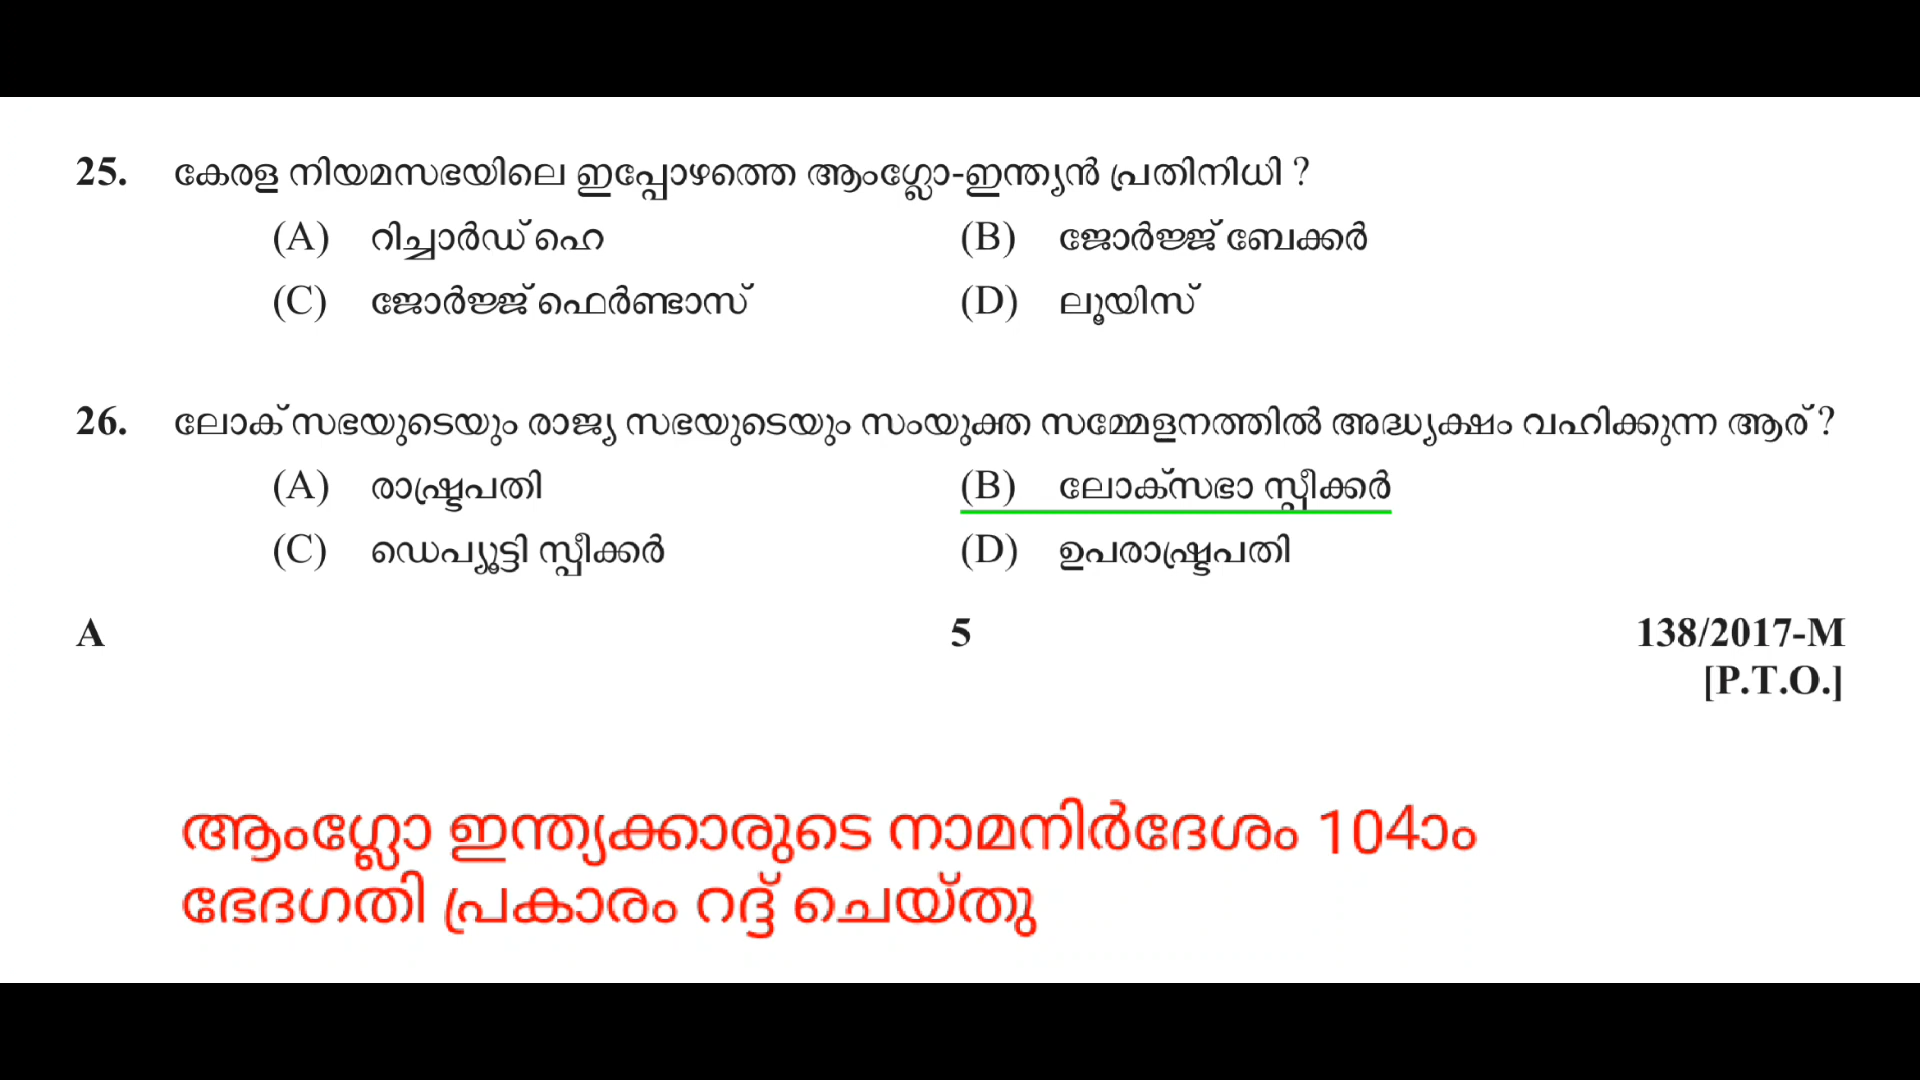 25. കേരള നിയമസഭയിലെ ഇപ്പോഴത്തെ ആംഗ്ലോ-ഇന്ത്യൻ പ്രതിനിധി ?
(A) റിച്ചാർഡ് ഹെ (B) ജോർജ്ജ് ബേക്കർ
(C) ജോർജ്ജ് ഫെർണ്ടാസ് (D) ലൂയിസ്
26. ലോക് സഭയുടെയും രാജ്യ സഭയുടെയും സംയുക്ത സമ്മേളനത്തിൽ അദ്ധ്യക്ഷം വഹിക്കുന്ന ആര് ?
(A) രാഷ്ട്രപതി (B) ലോക്സഭാ സ്പീക്കർ
(C) ഡെപ്യൂട്ടി സ്പീക്കർ (D) ഉപരാഷ്ട്രപതി
A 5 138/2017-M
[P.T.O.]
ആംഗ്ലോ ഇന്ത്യക്കാരുടെ നാമനിർദേശം 104ാം
ഭേദഗതി പ്രകാരം റദ്ദ് ചെയ്തു